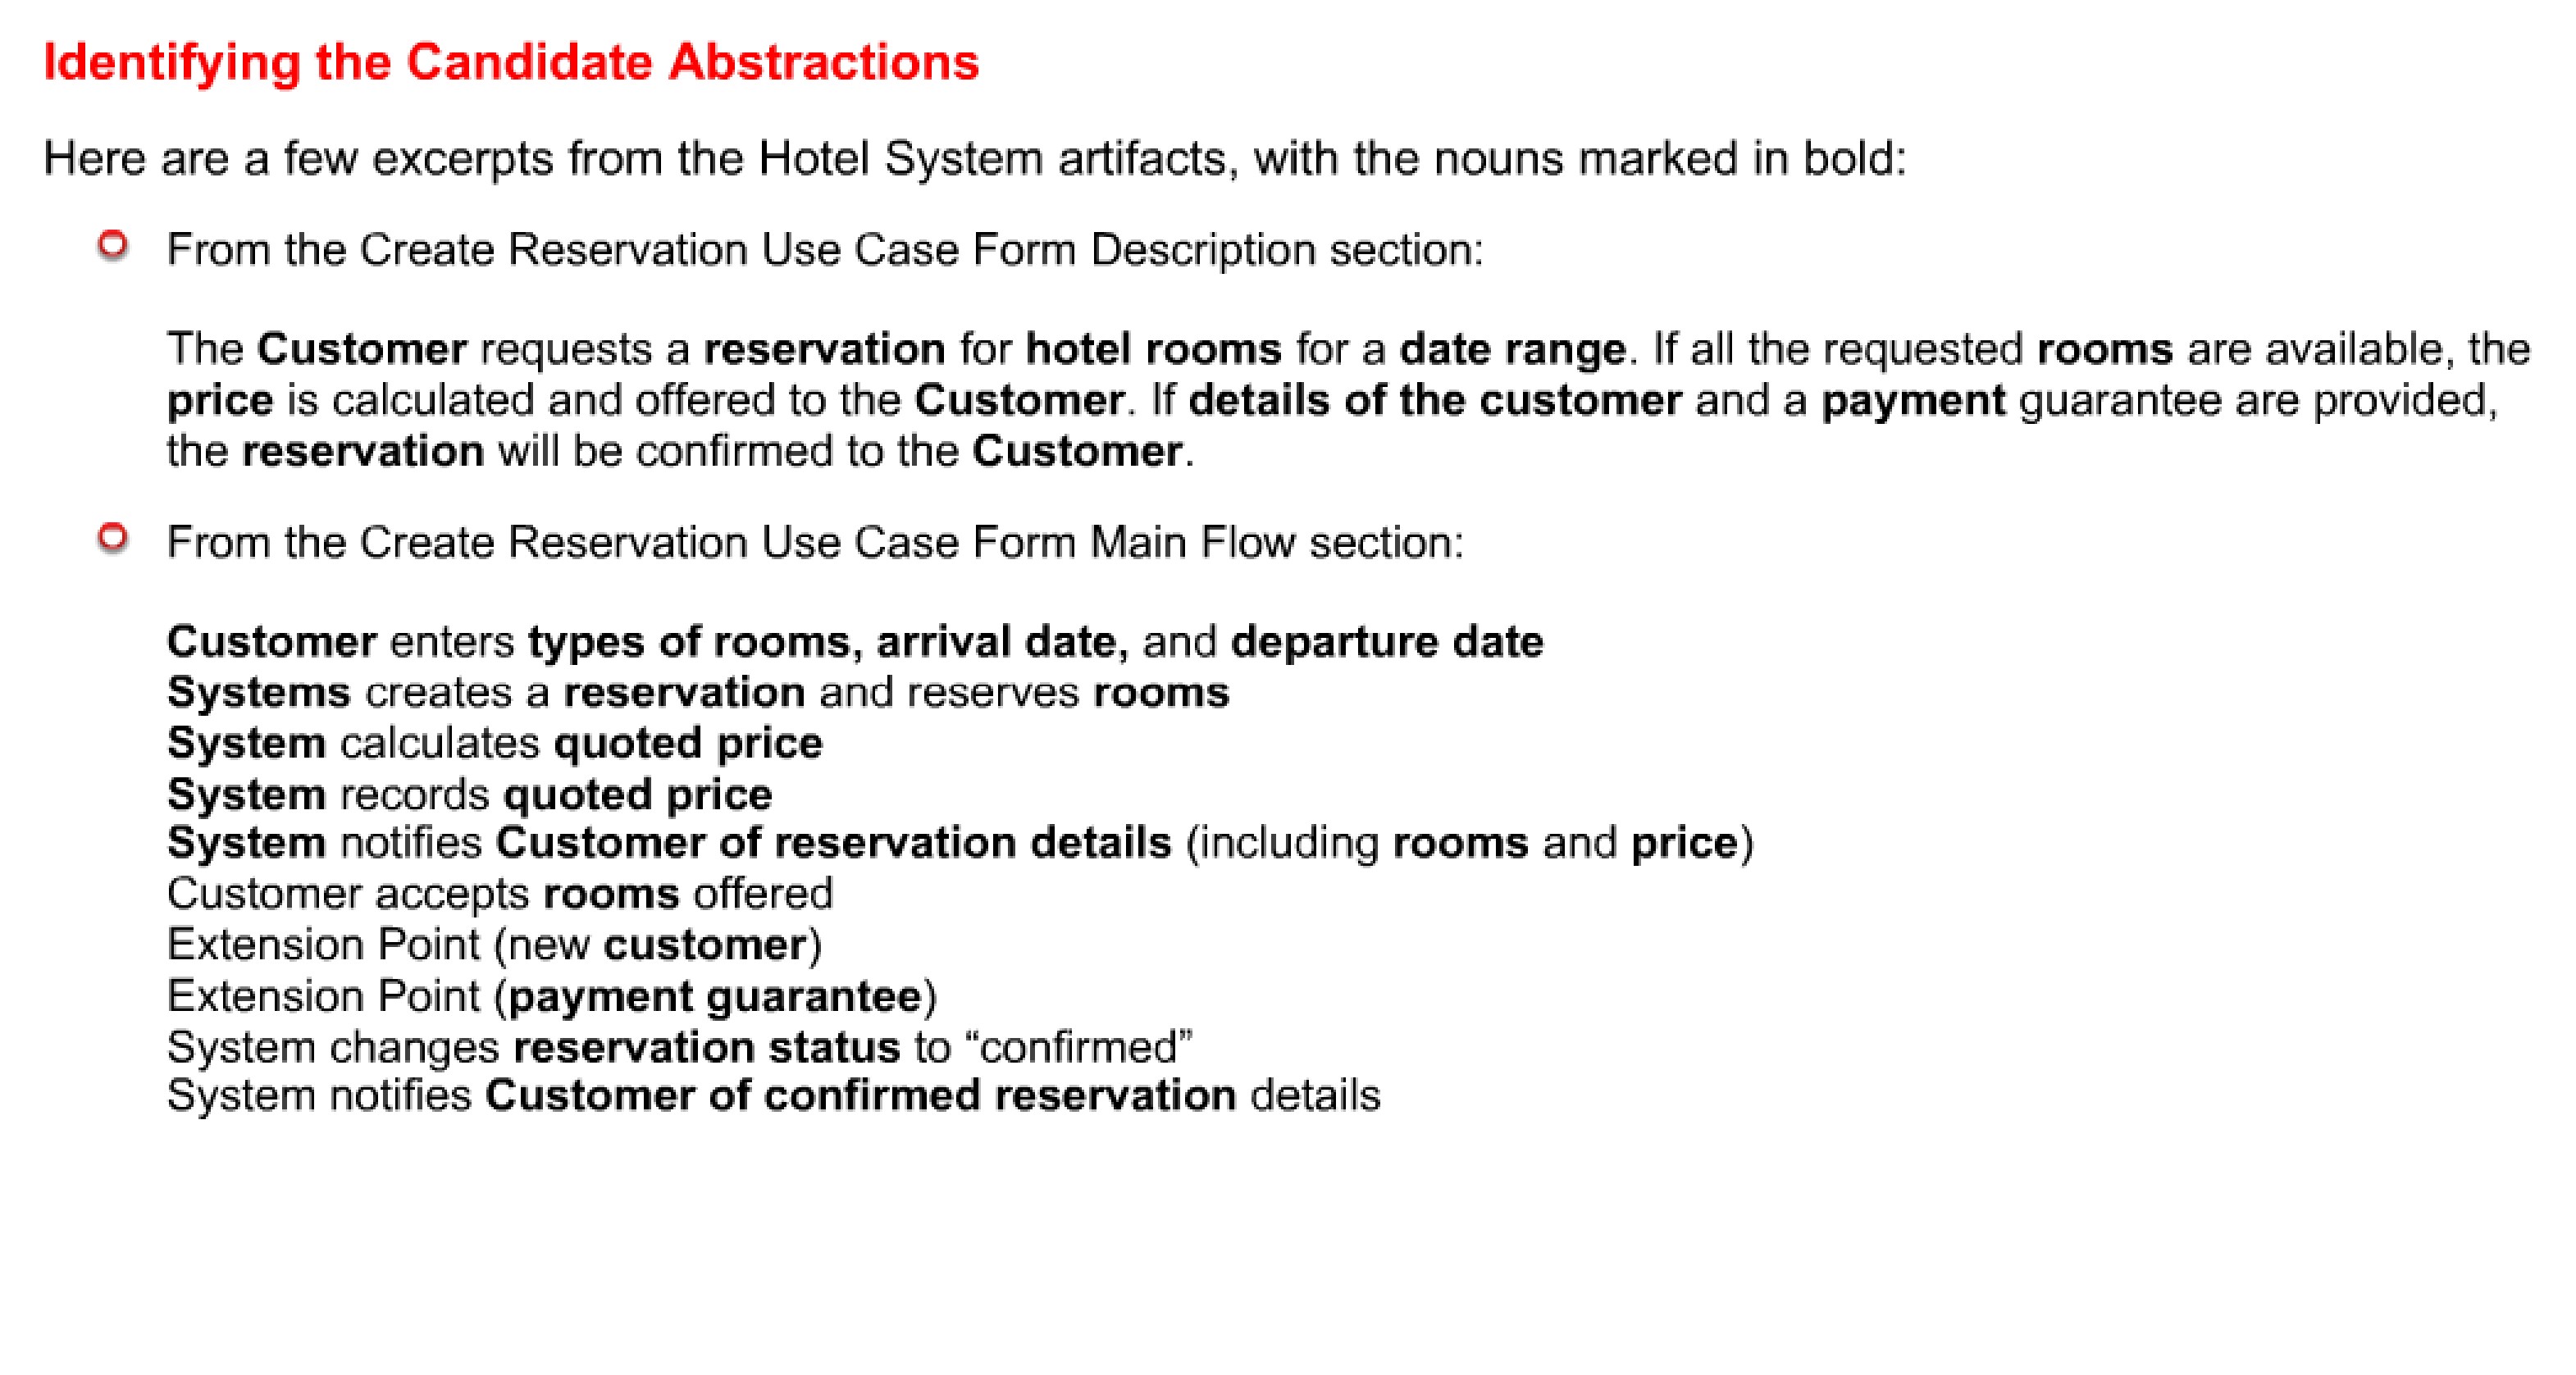 Identifying the Candidate Abstractions
Here are a few excerpts from the Hotel System artifacts, with the nouns marked in bold:
From the Create Reservation Use Case Form Description section:
The Customer requests a reservation for hotel rooms for a date range. If all the requested rooms are available, the
price is calculated and offered to the Customer. If details of the customer and a payment guarantee are provided,
the reservation will be confirmed to the Customer.
From the Create Reservation Use Case Form Main Flow section:
Customer enters types of rooms, arrival date, and departure date
Systems creates a reservation and reserves rooms
System calculates quoted price
System records quoted price
System notifies Customer of reservation details (including rooms and price)
Customer accepts rooms offered
Extension Point (new customer)
Extension Point (payment guarantee)
System changes reservation status to “confirmed”
System notifies Customer of confirmed reservation details